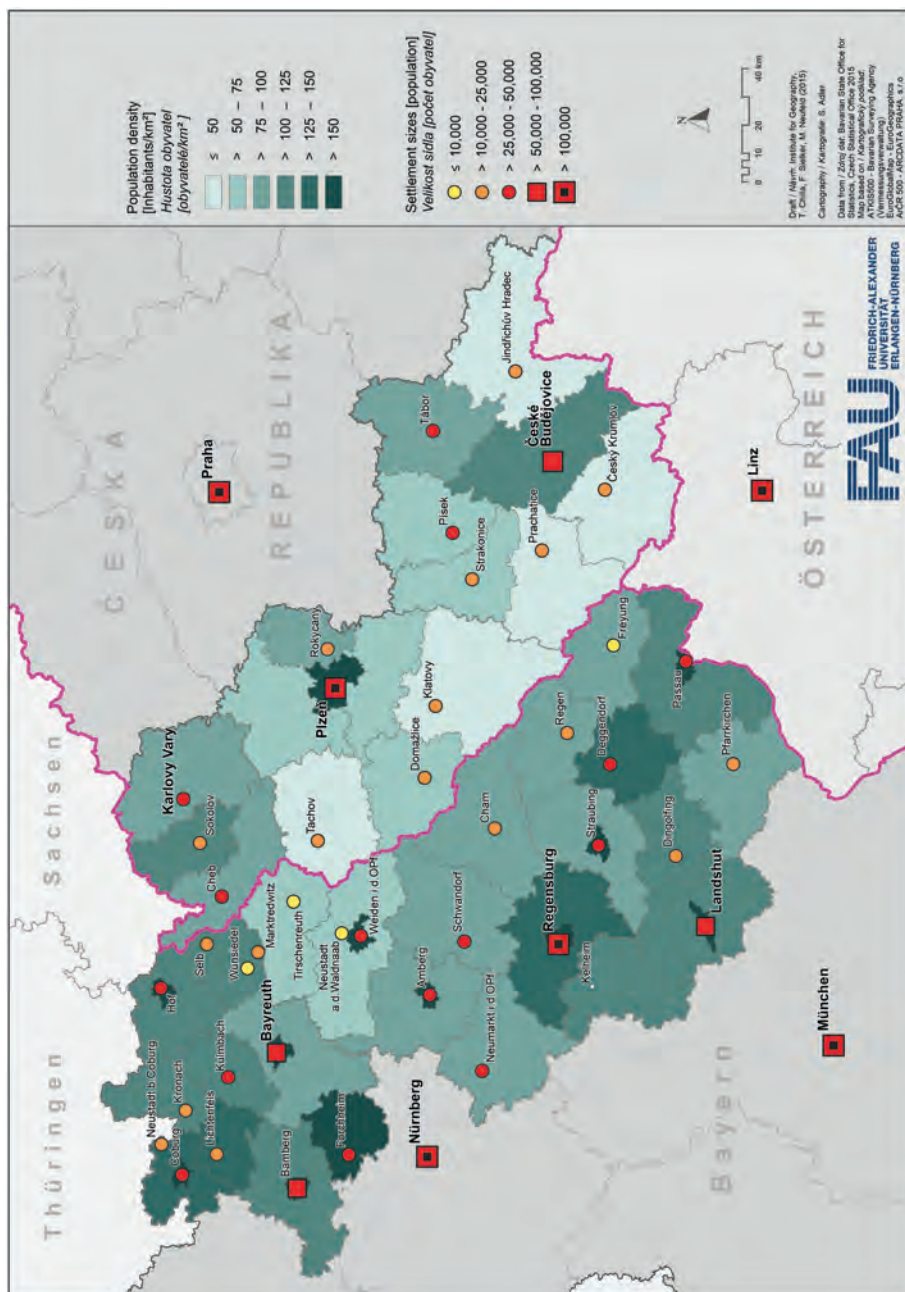 Thüringen
Sachsen
ČESKÁ
REPUBLIKA
Bayern
ÖSTERREICH
Neustadt b Coburg
Coburg
Kronach
Lichtenfels
Kulmbach
Hof
Selb
Wunsiedel
Marktredwitz
Bayreuth
Bamberg
Forchheim
Tirschenreuth
Neustadt
a d Waldnaab
Weiden i d OPf
Amberg
Schwandorf
Neumarkt i d OPf
Nürnberg
Cham
Regensburg
Kelheim
Straubing
Regen
Deggendorf
Freyung
Passau
Dingolfing
Pfarrkirchen
Landshut
München
Cheb
Sokolov
Karlovy Vary
Tachov
Plzeň
Rokycany
Domažlice
Klatovy
Praha
Písek
Strakonice
Tábor
Prachatice
České
Budějovice
Jindřichův Hradec
Český Krumlov
Linz
Population density
[Inhabitants/km²]
Hustota obyvatel
[obyvatelé/km²]
≤ 50
> 50 – 75
> 75 – 100
> 100 – 125
> 125 – 150
> 150
Settlement sizes [population]
Velikost sídla [počet obyvatel]
≤ 10,000
> 10,000 - 25,000
> 25,000 - 50,000
> 50,000 - 100,000
> 100,000
N
0 10 20 40 km
Draft / Návrh: Institute for Geography,
T. Chilla, F. Sielker, M. Neufeld (2015)
Cartography / Kartografie: S. Adler
Data from / Zdroj dat: Bavarian State Office for
Statistics, Czech Statistical Office 2015
Map based on / Kartografický podklad:
ATKIS500 - Bavarian Surveying Agency
(Vermessungsverwaltung)
EuroGlobalMap - EuroGeographics
ArČR 500 - ARCDATA PRAHA, s.r.o
FAU
FRIEDRICH-ALEXANDER
UNIVERSITÄT
ERLANGEN-NÜRNBERG